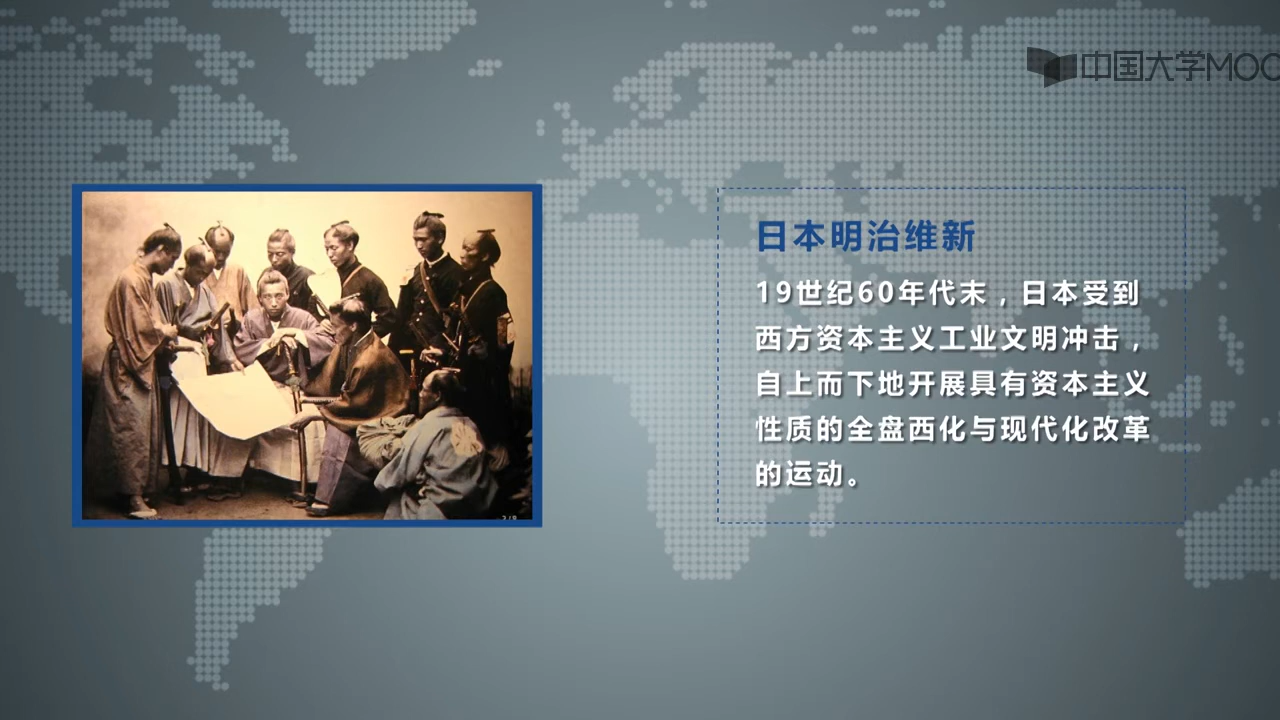 中国大学MOO
日本明治维新
19世纪60年代末，日本受到
西方资本主义工业文明冲击，
自上而下地开展具有资本主义
性质的全盘西化与现代化改革
的运动。